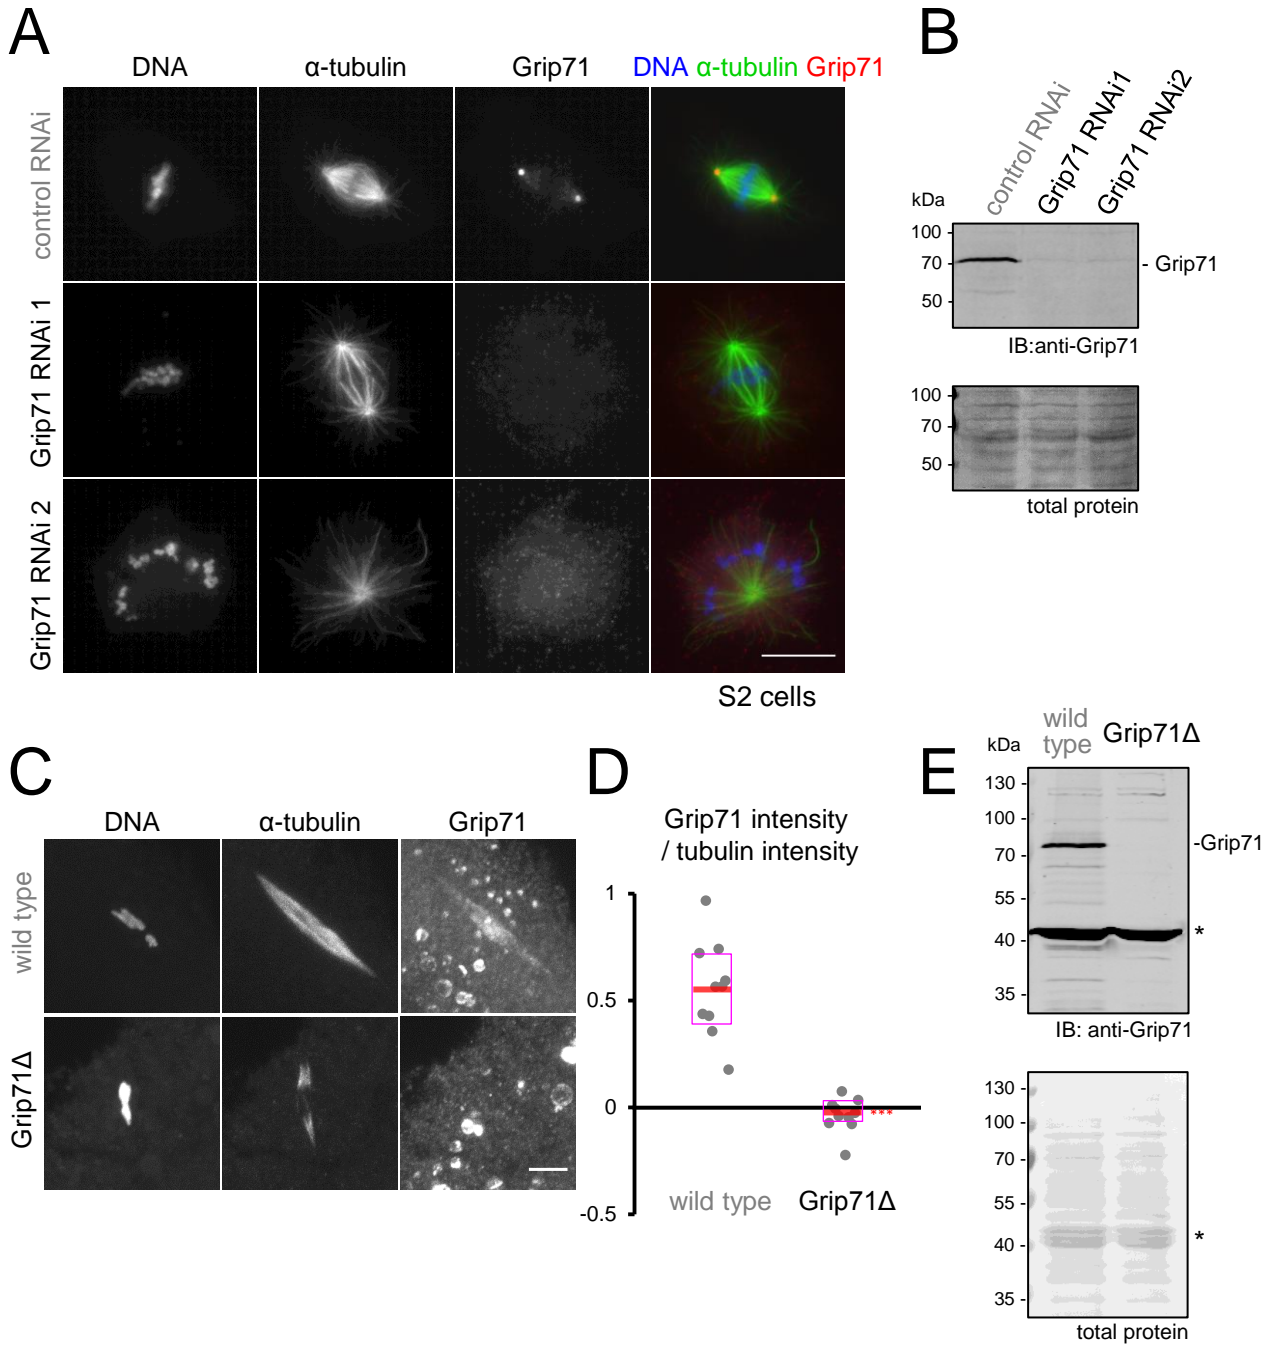 A
DNA
α-tubulin
Grip71
DNA α-tubulin Grip71
control RNAi
Grip71 RNAi 1
Grip71 RNAi 2
S2 cells
B
control RNAi
Grip71 RNAi1
Grip71 RNAi2
kDa
100 -
70 -
50 -
- Grip71
IB:anti-Grip71
100 -
70 -
50 -
total protein
C
DNA
α-tubulin
Grip71
wild type
Grip71Δ
D
Grip71 intensity
/ tubulin intensity
1
0.5
0
-0.5
***
wild type
Grip71Δ
E
wild
type
Grip71Δ
kDa
130 -
100 -
70 -
55 -
40 -
35 -
-Grip71
*
IB: anti-Grip71
130 -
100 -
70 -
55 -
40 -
35 -
*
total protein